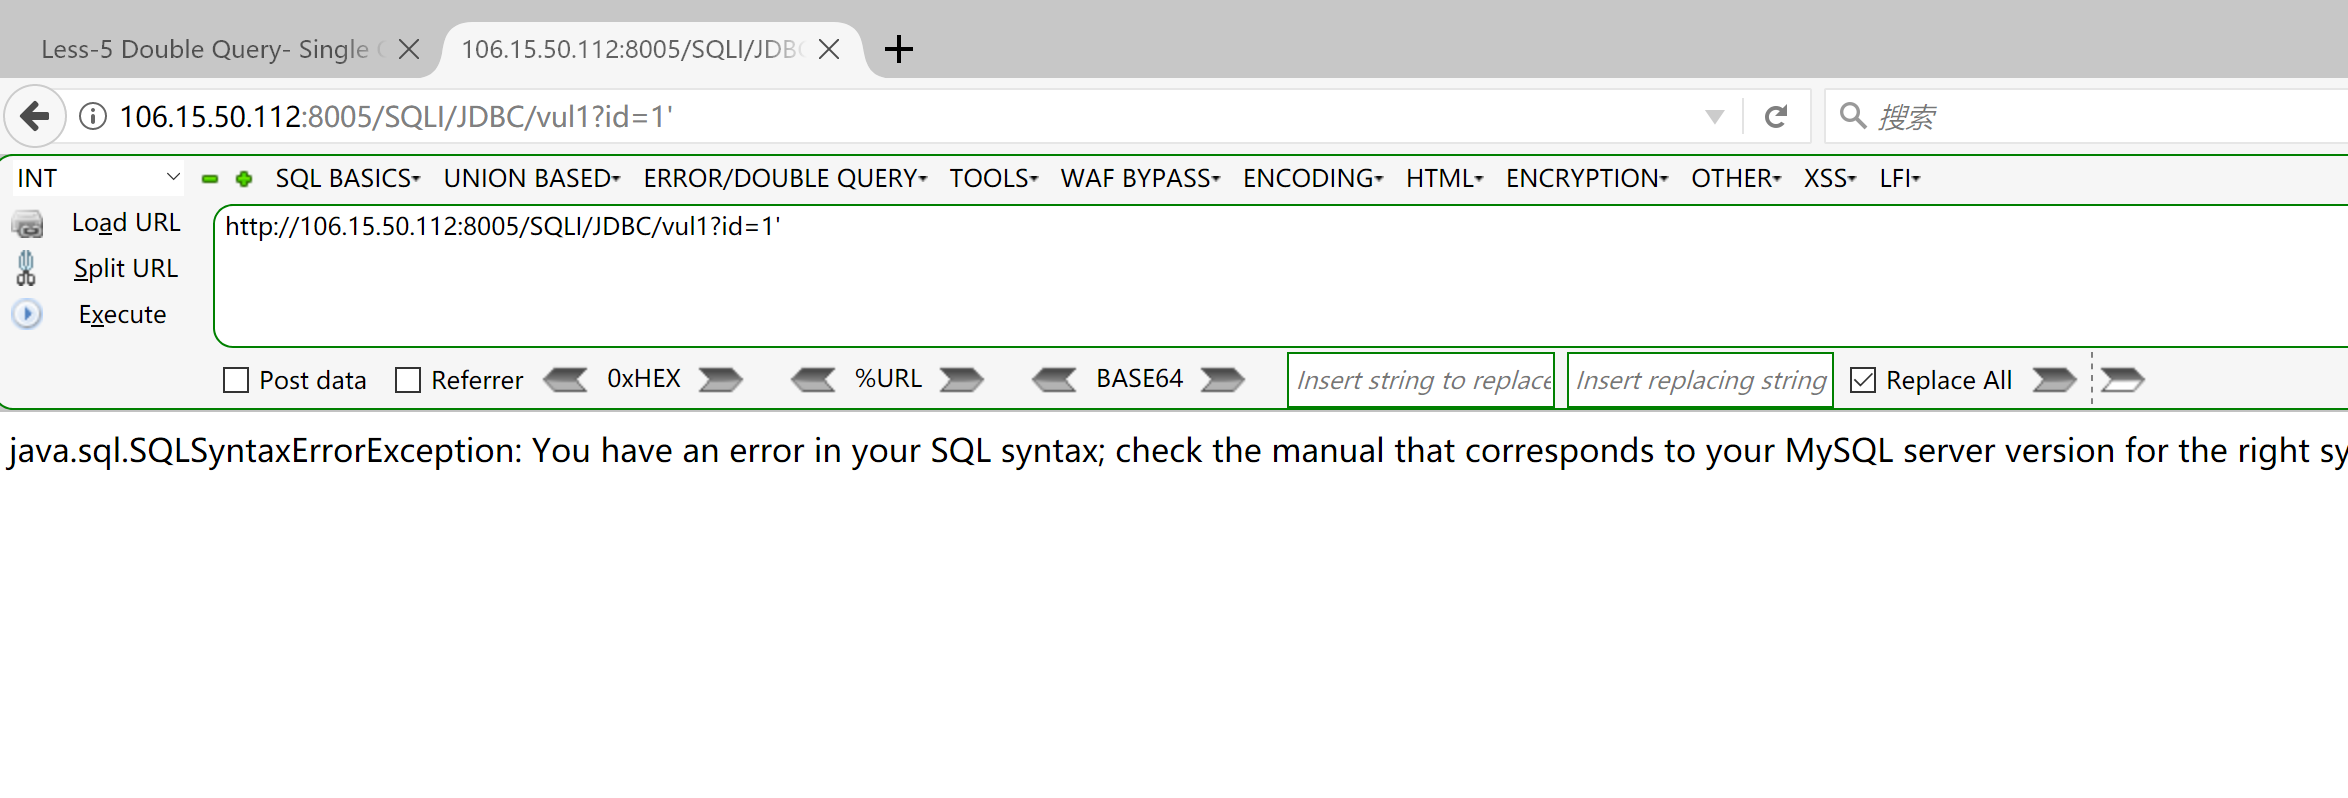 Less-5 Double Query- Single
106.15.50.112:8005/SQLI/JDBC
106.15.50.112:8005/SQLI/JDBC/vul1?id=1'
搜索
INT SQL BASICS UNION BASED ERROR/DOUBLE QUERY TOOLS WAF BYPASS ENCODING HTML ENCRYPTION OTHER XSS LFI
Load URL
http://106.15.50.112:8005/SQLI/JDBC/vul1?id=1'
Split URL
Execute
Post data Referrer 0xHEX %URL BASE64 Insert string to replace Insert replacing string Replace All
java.sql.SQLSyntaxErrorException: You have an error in your SQL syntax; check the manual that corresponds to your MySQL server version for the right sy